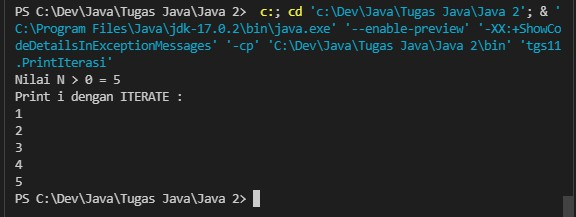 PS C:\Dev\Java\Tugas Java\Java 2>  c:; cd 'c:\Dev\Java\Tugas Java\Java 2'; & '
C:\Program Files\Java\jdk-17.0.2\bin\java.exe' '--enable-preview' '-XX:+ShowCo
deDetailsInExceptionMessages' '-cp' 'C:\Dev\Java\Tugas Java\Java 2\bin' 'tgs11
.PrintIterasi'
Nilai N > 0 = 5
Print i dengan ITERATE :
1
2
3
4
5
PS C:\Dev\Java\Tugas Java\Java 2>